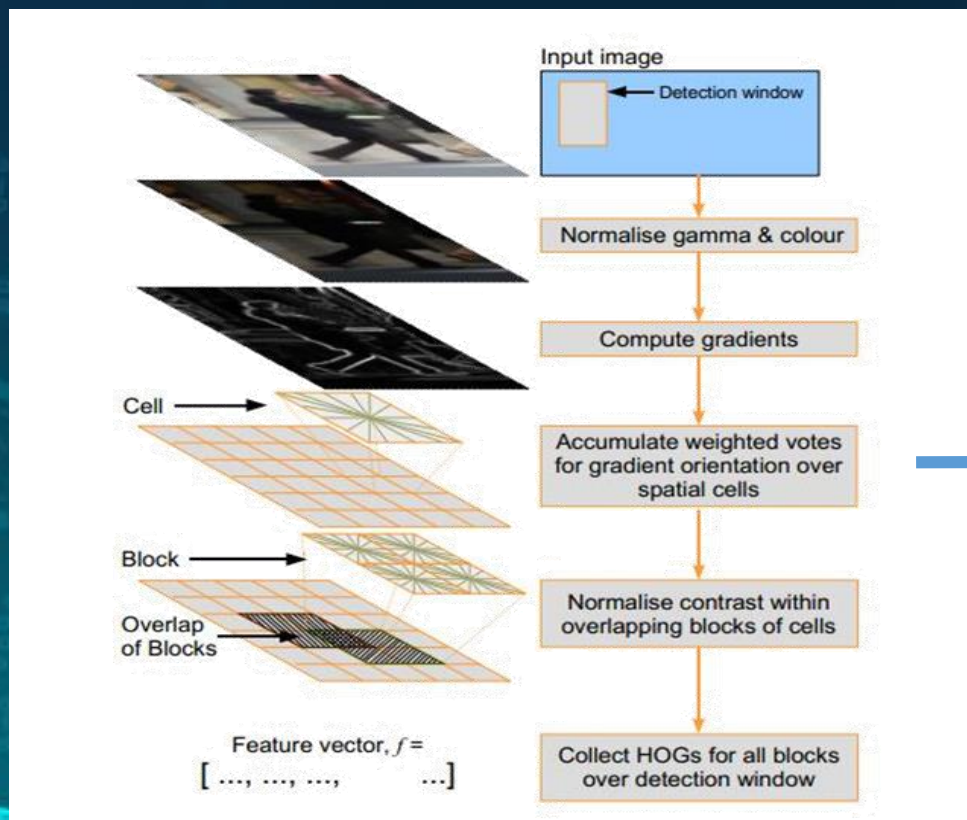 Input image
Detection window
Normalise gamma & colour
Compute gradients
Cell
Accumulate weighted votes
for gradient orientation over
spatial cells
Block
Normalise contrast within
overlapping blocks of cells
Overlap
of Blocks
Feature vector, f =
[ ..., ..., ..., ...]
Collect HOGs for all blocks
over detection window